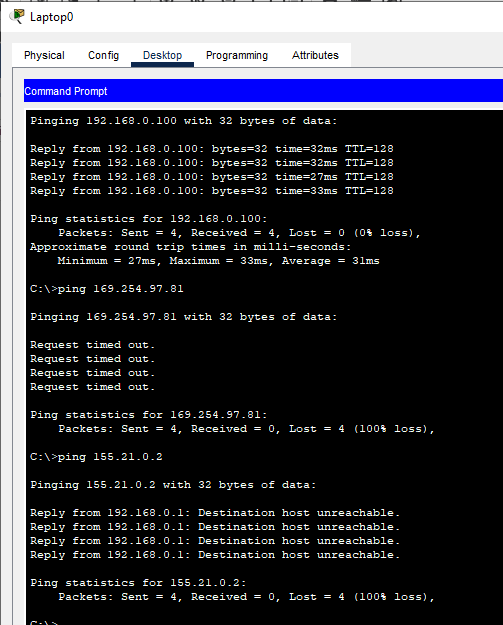 Laptop0
Physical Config Desktop Programming Attributes
Command Prompt
Pinging 192.168.0.100 with 32 bytes of data:
Reply from 192.168.0.100: bytes=32 time=32ms TTL=128
Reply from 192.168.0.100: bytes=32 time=32ms TTL=128
Reply from 192.168.0.100: bytes=32 time=27ms TTL=128
Reply from 192.168.0.100: bytes=32 time=33ms TTL=128
Ping statistics for 192.168.0.100:
Packets: Sent = 4, Received = 4, Lost = 0 (0% loss),
Approximate round trip times in milli-seconds:
Minimum = 27ms, Maximum = 33ms, Average = 31ms
C:\>ping 169.254.97.81
Pinging 169.254.97.81 with 32 bytes of data:
Request timed out.
Request timed out.
Request timed out.
Request timed out.
Ping statistics for 169.254.97.81:
Packets: Sent = 4, Received = 0, Lost = 4 (100% loss),
C:\>ping 155.21.0.2
Pinging 155.21.0.2 with 32 bytes of data:
Reply from 192.168.0.1: Destination host unreachable.
Reply from 192.168.0.1: Destination host unreachable.
Reply from 192.168.0.1: Destination host unreachable.
Reply from 192.168.0.1: Destination host unreachable.
Ping statistics for 155.21.0.2:
Packets: Sent = 4, Received = 0, Lost = 4 (100% loss),
C:\>